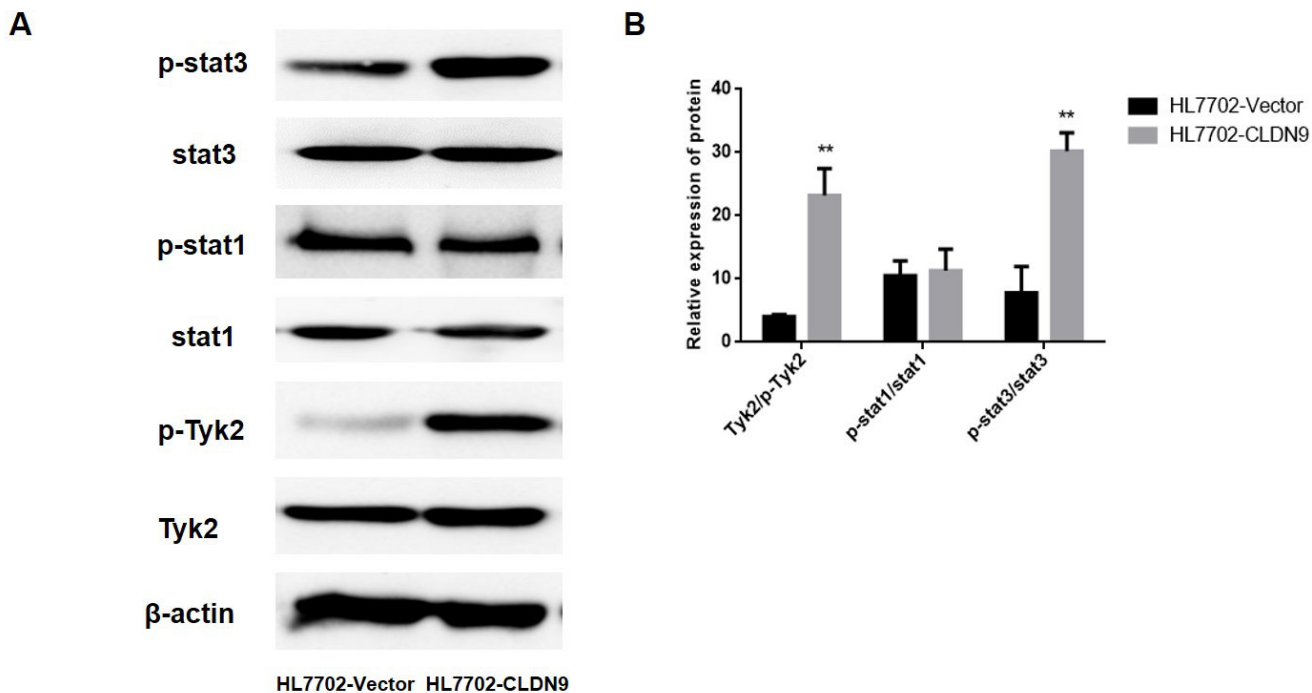 A
p-stat3
stat3
p-stat1
stat1
p-Tyk2
Tyk2
β-actin
HL7702-Vector HL7702-CLDN9
B
Relative expression of protein
40
30
20
10
0
**
**
Tyk2/p-Tyk2
p-stat1/stat1
p-stat3/stat3
HL7702-Vector
HL7702-CLDN9